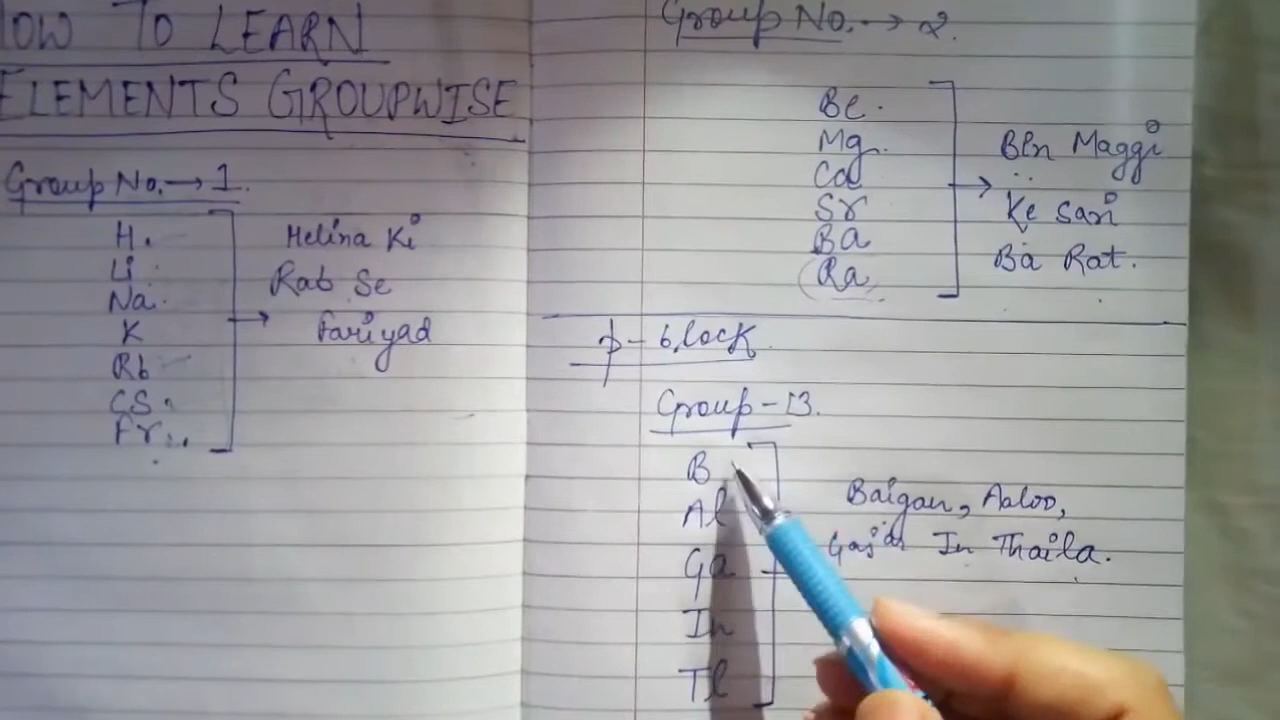 HOW TO LEARN
ELEMENTS GROUPWISE
Group No. → 1.
H.
Li
Na.
K
Rb
Cs.
Fr.
→ Helina Ki
Rab Se
Fariyad
Group No. → 2.
Be.
Mg.
Ca
Sr
Ba
(Ra)
→ Bin Maggi
Ke Sari
Ba Rat.
p-block
Group-13.
B
Al
Ga
In
Tl
Baigan, Aaloo,
Gajar In Thaila.